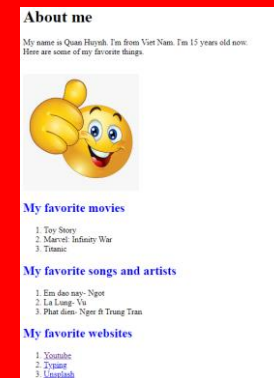 About me
My name is Quan Huynh. I'm from Viet Nam. I'm 15 years old now.
Here are some of my favorite things.
My favorite movies
1. Toy Story
2. Marvel: Infinity War
3. Titanic
My favorite songs and artists
1. Em dao nay- Ngot
2. La Lung- Vu
3. Phat dien- Nger ft Trung Tran
My favorite websites
1. Youtube
2. Typing
3. Unsplash